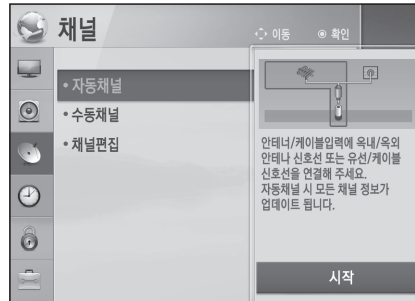 채널
이동
확인
• 자동채널
• 수동채널
• 채널편집
안테너/케이블입력에 옥내/옥외
안테나 신호선 또는 유선/케이블
신호선을 연결해 주세요.
자동채널 시 모든 채널 정보가
업데이트 됩니다.
시작